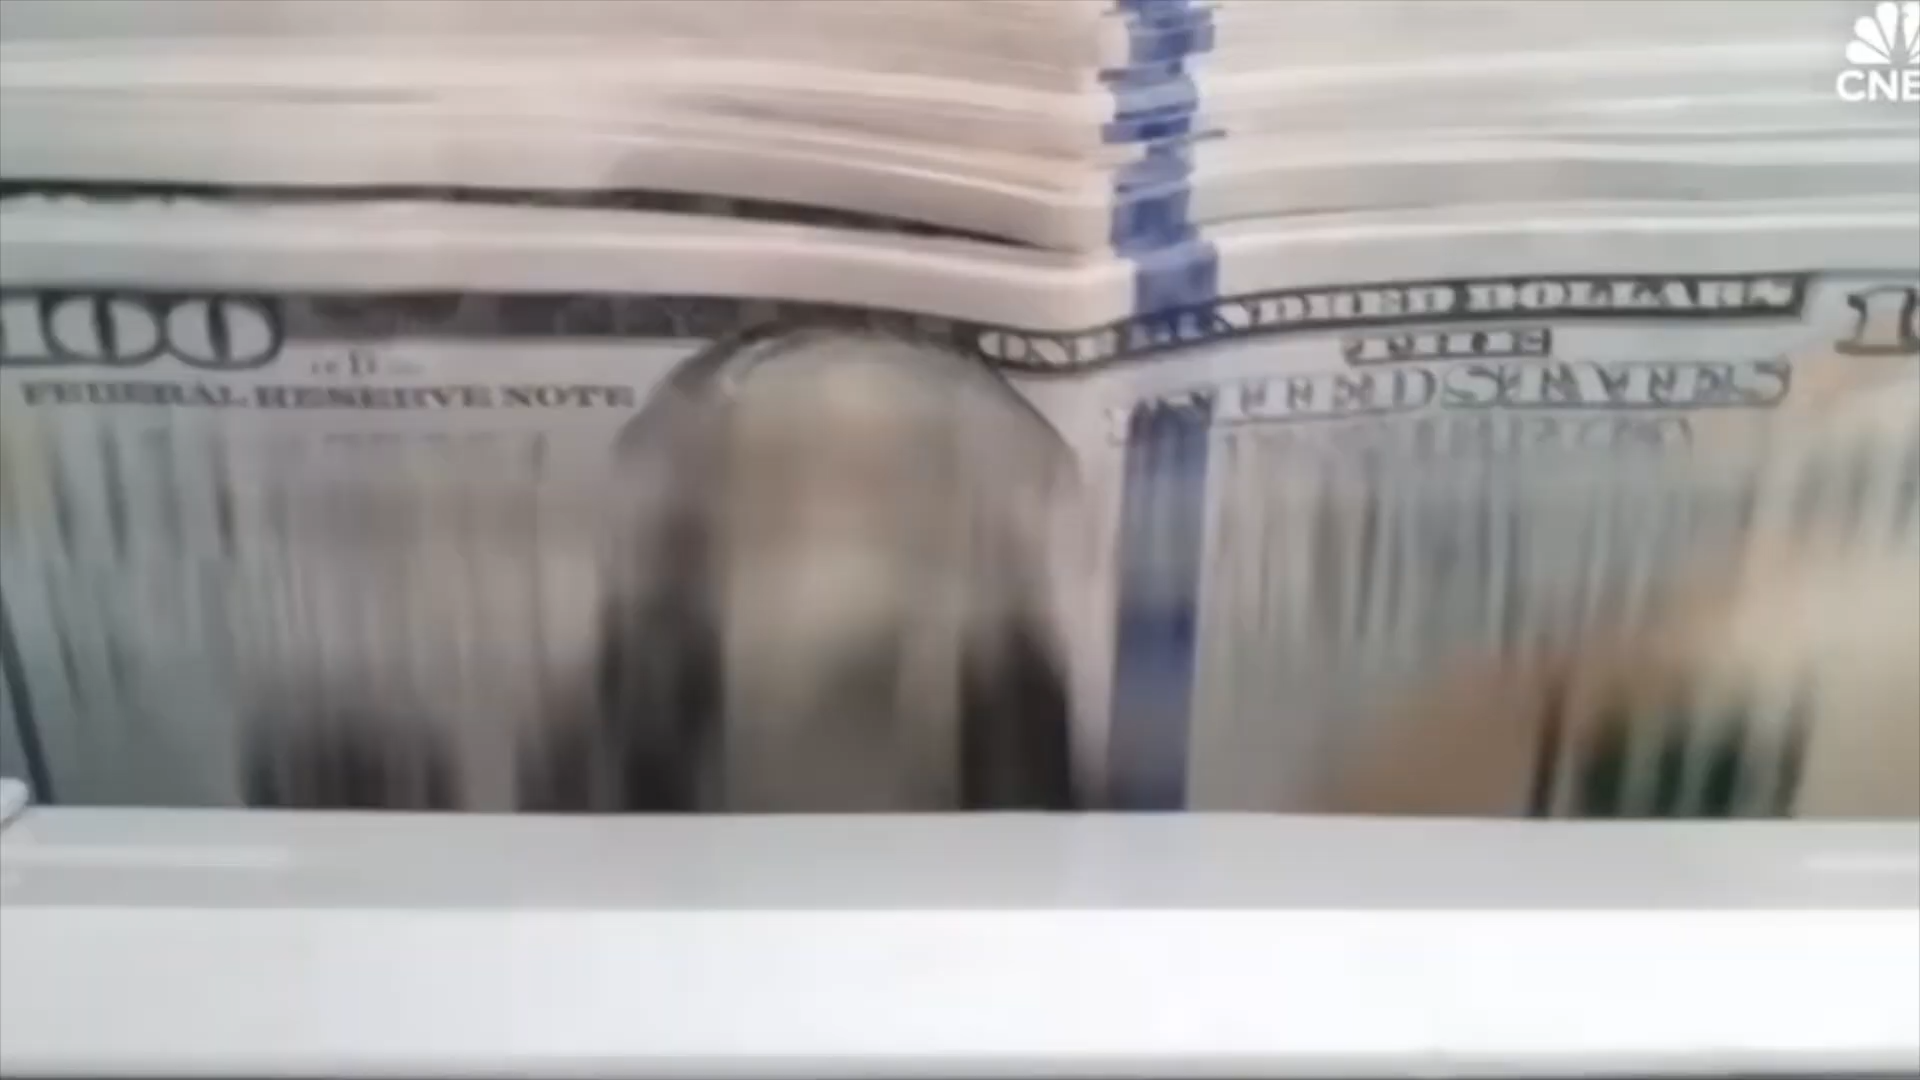 CNB
100
FEDERAL RESERVE NOTE
ONE HUNDRED DOLLARS
THE
UNITED STATES